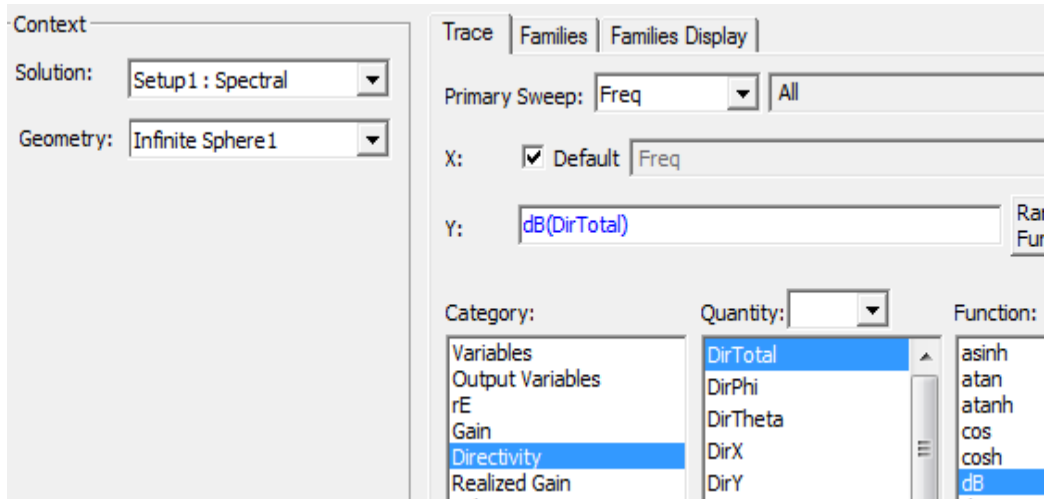 Context
Solution: Setup1 : Spectral
Geometry: Infinite Sphere1
Trace Families Families Display
Primary Sweep: Freq All
X: Default Freq
Y: dB(DirTotal)
Category: Quantity: Function:
Variables
Output Variables
rE
Gain
Directivity
Realized Gain
DirTotal
DirPhi
DirTheta
DirX
DirY
asinh
atan
atanh
cos
cosh
dB